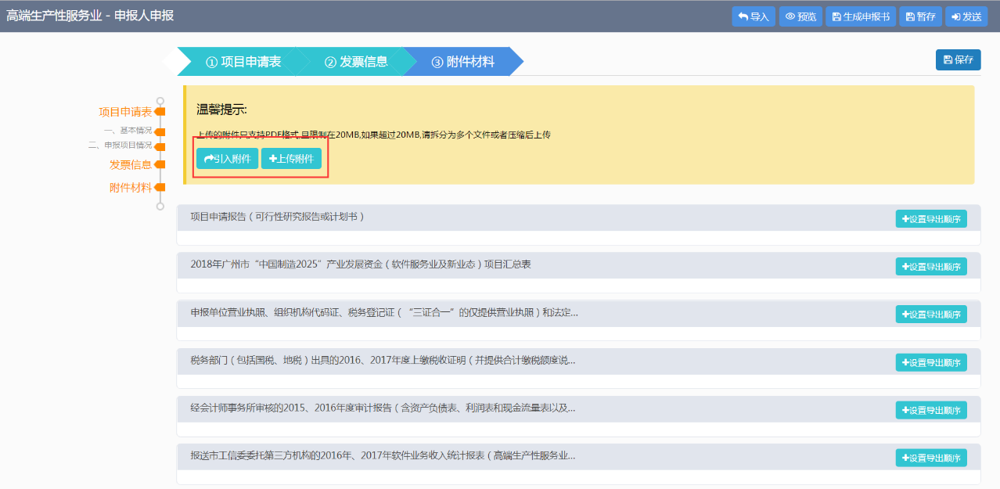 高端生产性服务业 - 申报人申报
导入
预览
生成申报书
暂存
发送
① 项目申请表
② 发票信息
③ 附件材料
保存
项目申请表
一、基本情况
二、申报项目情况
发票信息
附件材料
温馨提示:
上传的附件只支持PDF格式,且限制在20MB,如果超过20MB,请拆分为多个文件或者压缩后上传
引入附件
上传附件
项目申请报告（可行性研究报告或计划书）
设置导出顺序
2018年广州市“中国制造2025”产业发展资金（软件服务业及新业态）项目汇总表
设置导出顺序
申报单位营业执照、组织机构代码证、税务登记证（“三证合一”的仅提供营业执照）和法定...
设置导出顺序
税务部门（包括国税、地税）出具的2016、2017年度上缴税收证明（并提供合计缴税额度说...
设置导出顺序
经会计师事务所审核的2015、2016年度审计报告（含资产负债表、利润表和现金流量表以及...
设置导出顺序
报送市工信委委托第三方机构的2016年、2017年软件业务收入统计报表（高端生产性服务业...
设置导出顺序